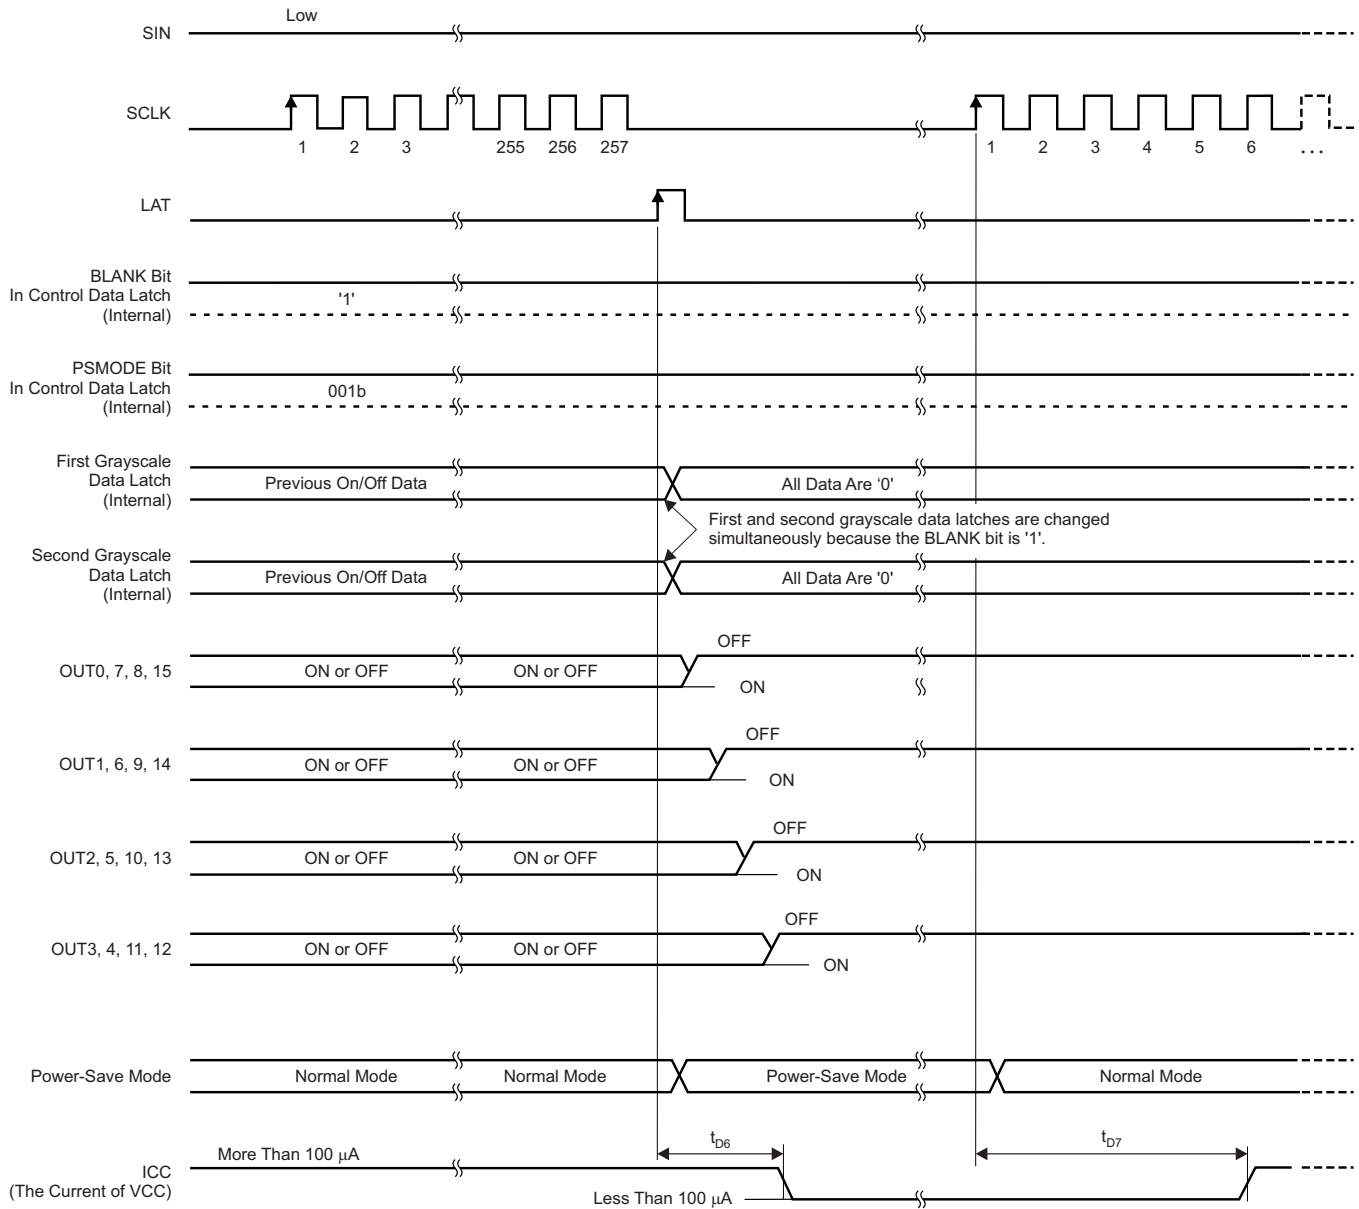 Low
SIN
SCLK
1 2 3 255 256 257 1 2 3 4 5 6 ...
LAT
BLANK Bit
In Control Data Latch
(Internal)
'1'
PSMODE Bit
In Control Data Latch
(Internal)
001b
First Grayscale
Data Latch
(Internal)
Previous On/Off Data
All Data Are ‘0'
First and second grayscale data latches are changed
simultaneously because the BLANK bit is '1'.
Second Grayscale
Data Latch
(Internal)
Previous On/Off Data
All Data Are '0'
OFF
OUT0, 7, 8, 15
ON or OFF
ON or OFF
ON
OFF
OUT1, 6, 9, 14
ON or OFF
ON or OFF
ON
OFF
OUT2, 5, 10, 13
ON or OFF
ON or OFF
ON
OFF
OUT3, 4, 11, 12
ON or OFF
ON or OFF
ON
Power-Save Mode
Normal Mode
Normal Mode
Power-Save Mode
Normal Mode
tD6
tD7
More Than 100 μA
ICC
(The Current of VCC)
Less Than 100 μA